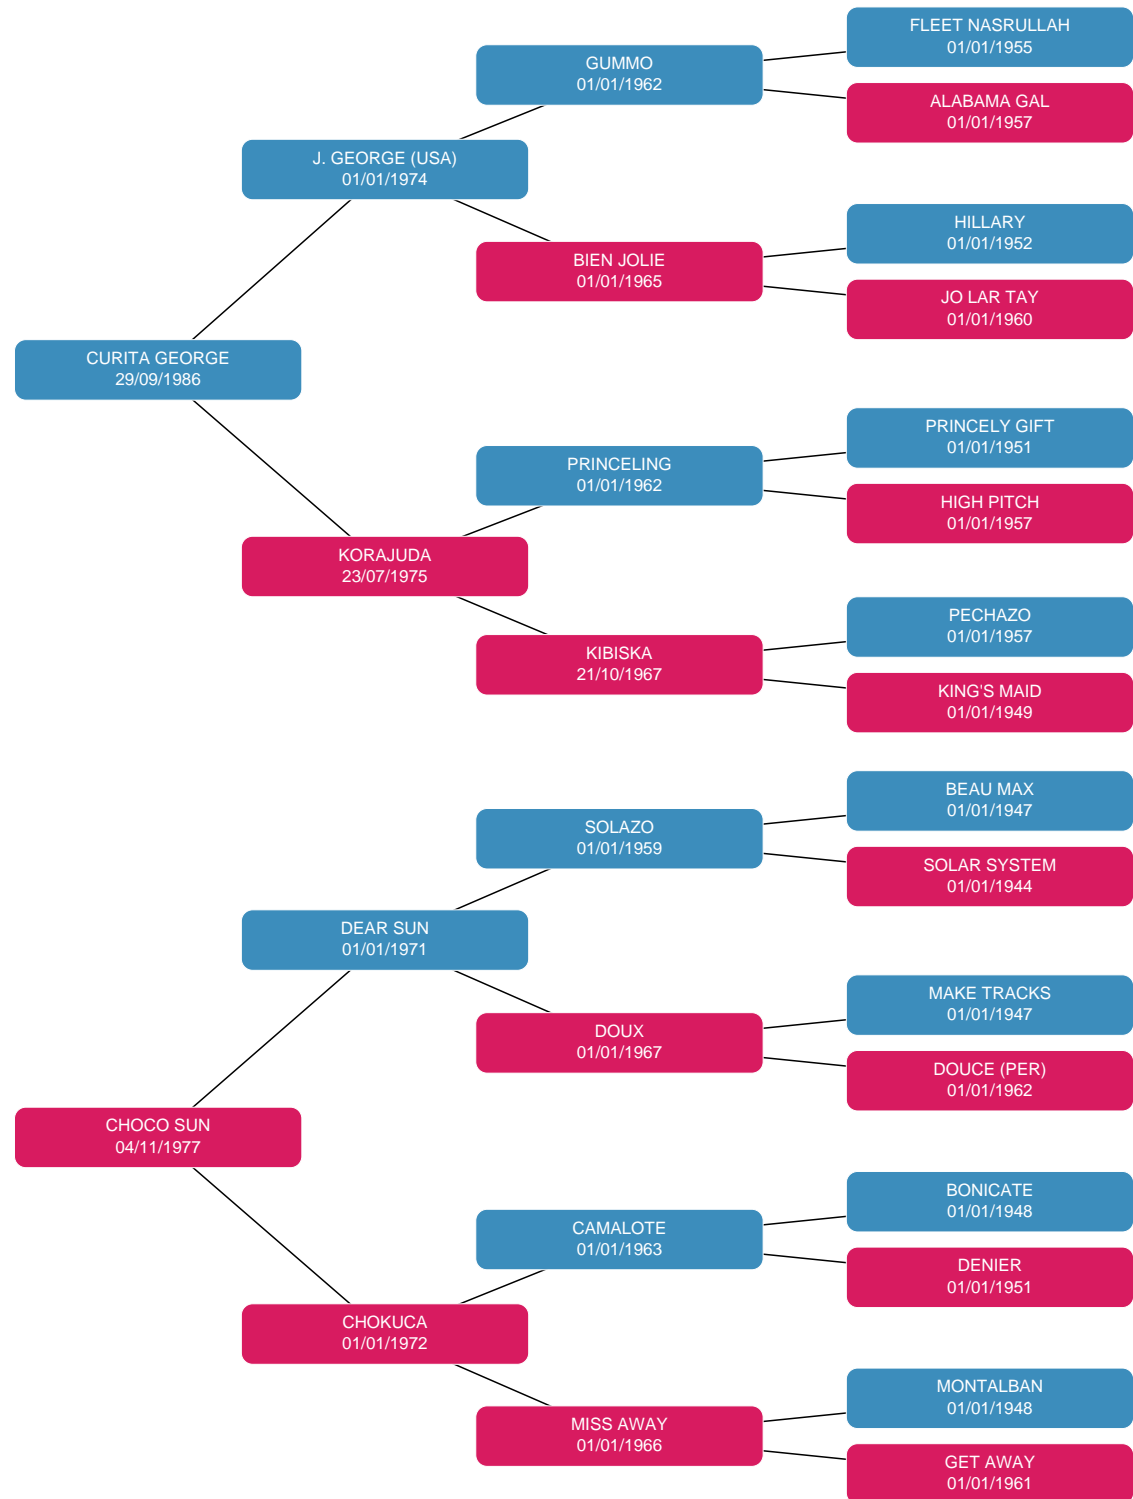 FLEET NASRULLAH
01/01/1955
GUMMO
01/01/1962
ALABAMA GAL
01/01/1957
J. GEORGE (USA)
01/01/1974
HILLARY
01/01/1952
BIEN JOLIE
01/01/1965
JO LAR TAY
01/01/1960
CURITA GEORGE
29/09/1986
PRINCELY GIFT
01/01/1951
PRINCELING
01/01/1962
HIGH PITCH
01/01/1957
KORAJUDA
23/07/1975
PECHAZO
01/01/1957
KIBISKA
21/10/1967
KING'S MAID
01/01/1949
BEAU MAX
01/01/1947
SOLAZO
01/01/1959
SOLAR SYSTEM
01/01/1944
DEAR SUN
01/01/1971
MAKE TRACKS
01/01/1947
DOUX
01/01/1967
DOUCE (PER)
01/01/1962
CHOCO SUN
04/11/1977
BONICATE
01/01/1948
CAMALOTE
01/01/1963
DENIER
01/01/1951
CHOKUCA
01/01/1972
MONTALBAN
01/01/1948
MISS AWAY
01/01/1966
GET AWAY
01/01/1961